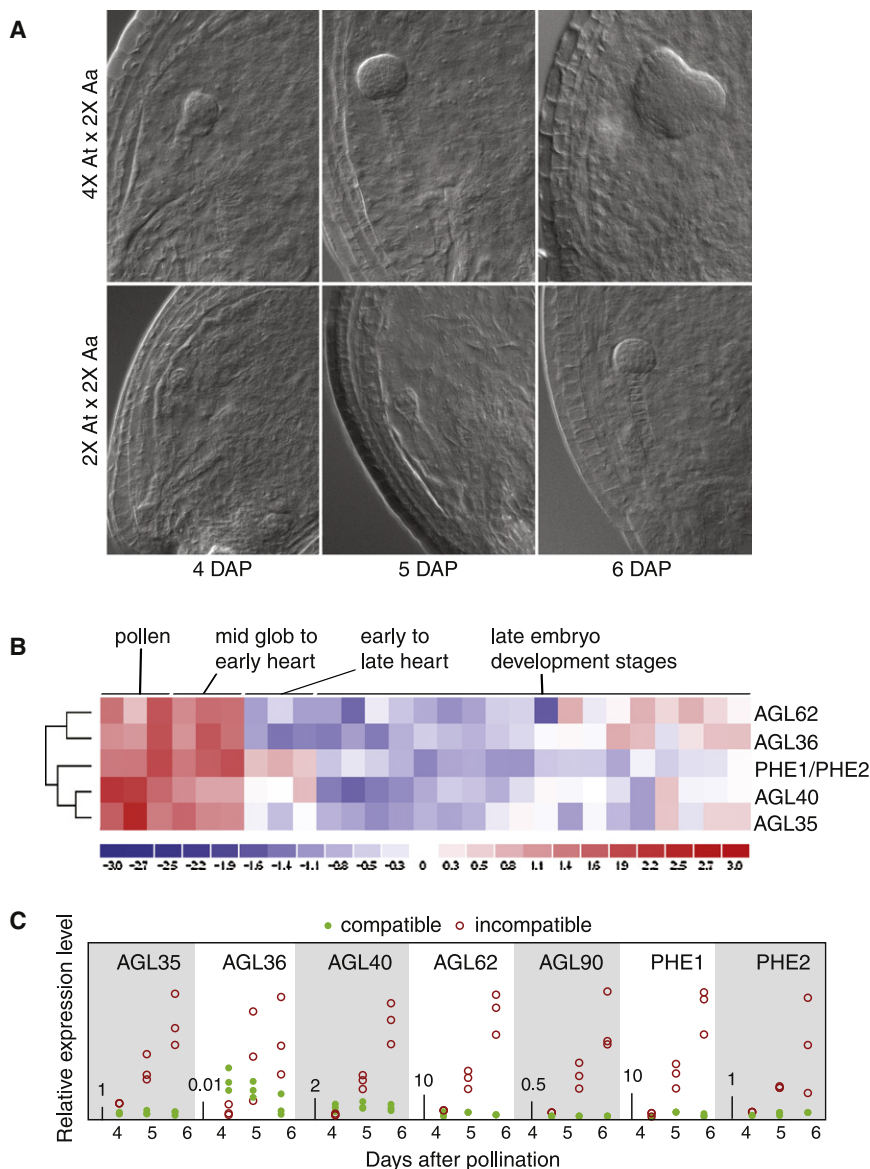 A
4X At x 2X Aa
2X At x 2X Aa
4 DAP 5 DAP 6 DAP
B
pollen
mid glob to
early heart
early to
late heart
late embryo
development stages
AGL62
AGL36
PHE1/PHE2
AGL40
AGL35
-3.0 -2.7 -2.5 -2.2 -1.9 -1.6 -1.4 -1.1 -0.8 -0.5 -0.3 0 0.3 0.5 0.8 1.1 1.4 1.6 1.9 2.2 2.5 2.7 3.0
C
compatible incompatible
Relative expression level
AGL35 AGL36 AGL40 AGL62 AGL90 PHE1 PHE2
1 0.01 2 10 0.5 10 1
4 5 6 4 5 6 4 5 6 4 5 6 4 5 6 4 5 6 4 5 6
Days after pollination